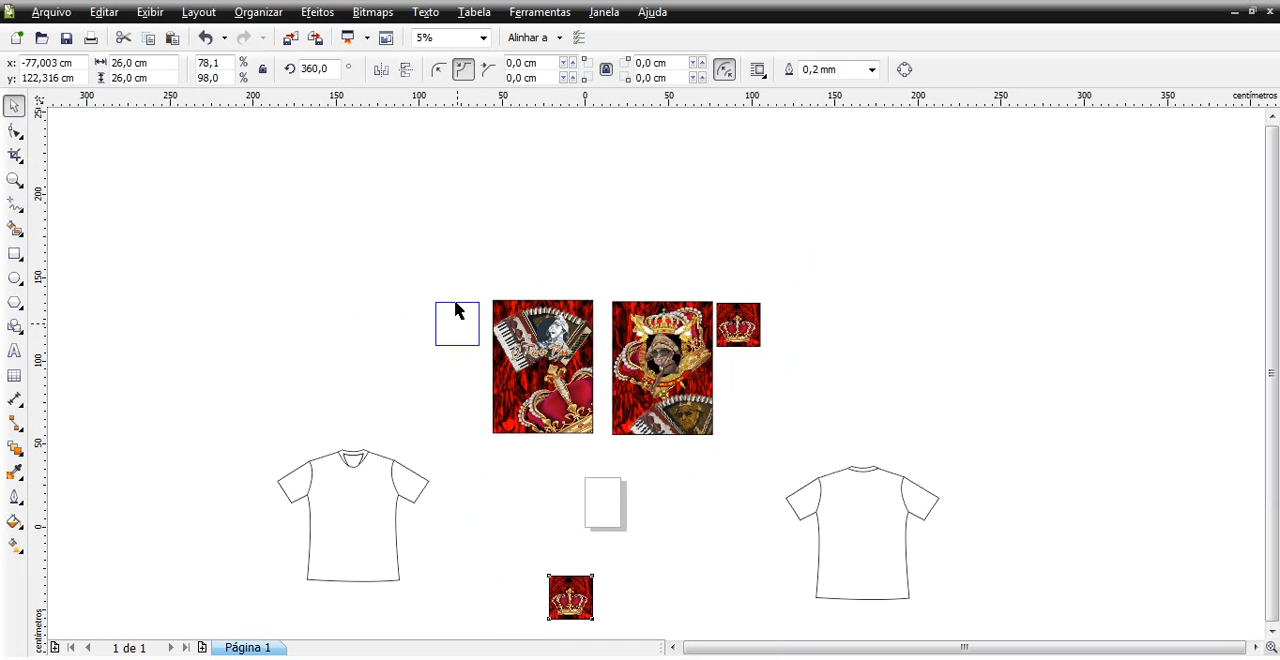 Arquivo Editar Exibir Layout Organizar Efeitos Bitmaps Texto Tabela Ferramentas Janela Ajuda
5% Alinhar a
x: -77,003 cm 26,0 cm 78,1 % 360,0 ° 0,0 cm 0,0 cm 0,2 mm
y: 122,316 cm 26,0 cm 98,0 % 0,0 cm 0,0 cm
300 250 200 150 100 50 0 50 100 150 200 250 300 350 centímetros
250
200
150
100
50
0
centímetros
1 de 1 Página 1